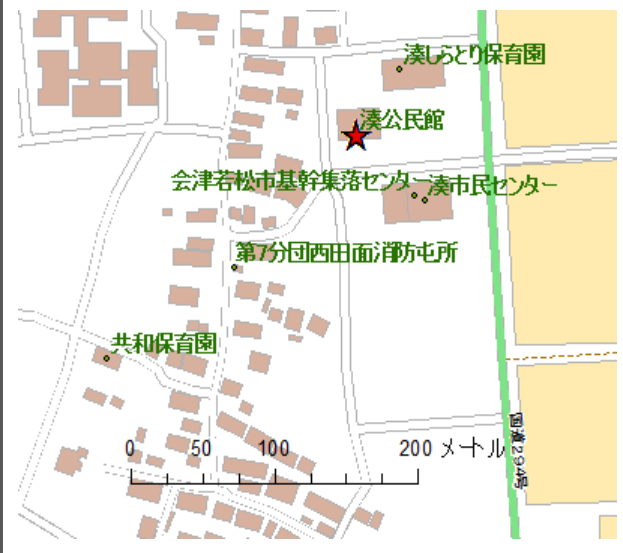 湊しらとり保育園
湊公民館
会津若松市基幹集落センター
湊市民センター
第7分団西田面消防屯所
共和保育園
0 50 100 200 メートル
国道294号